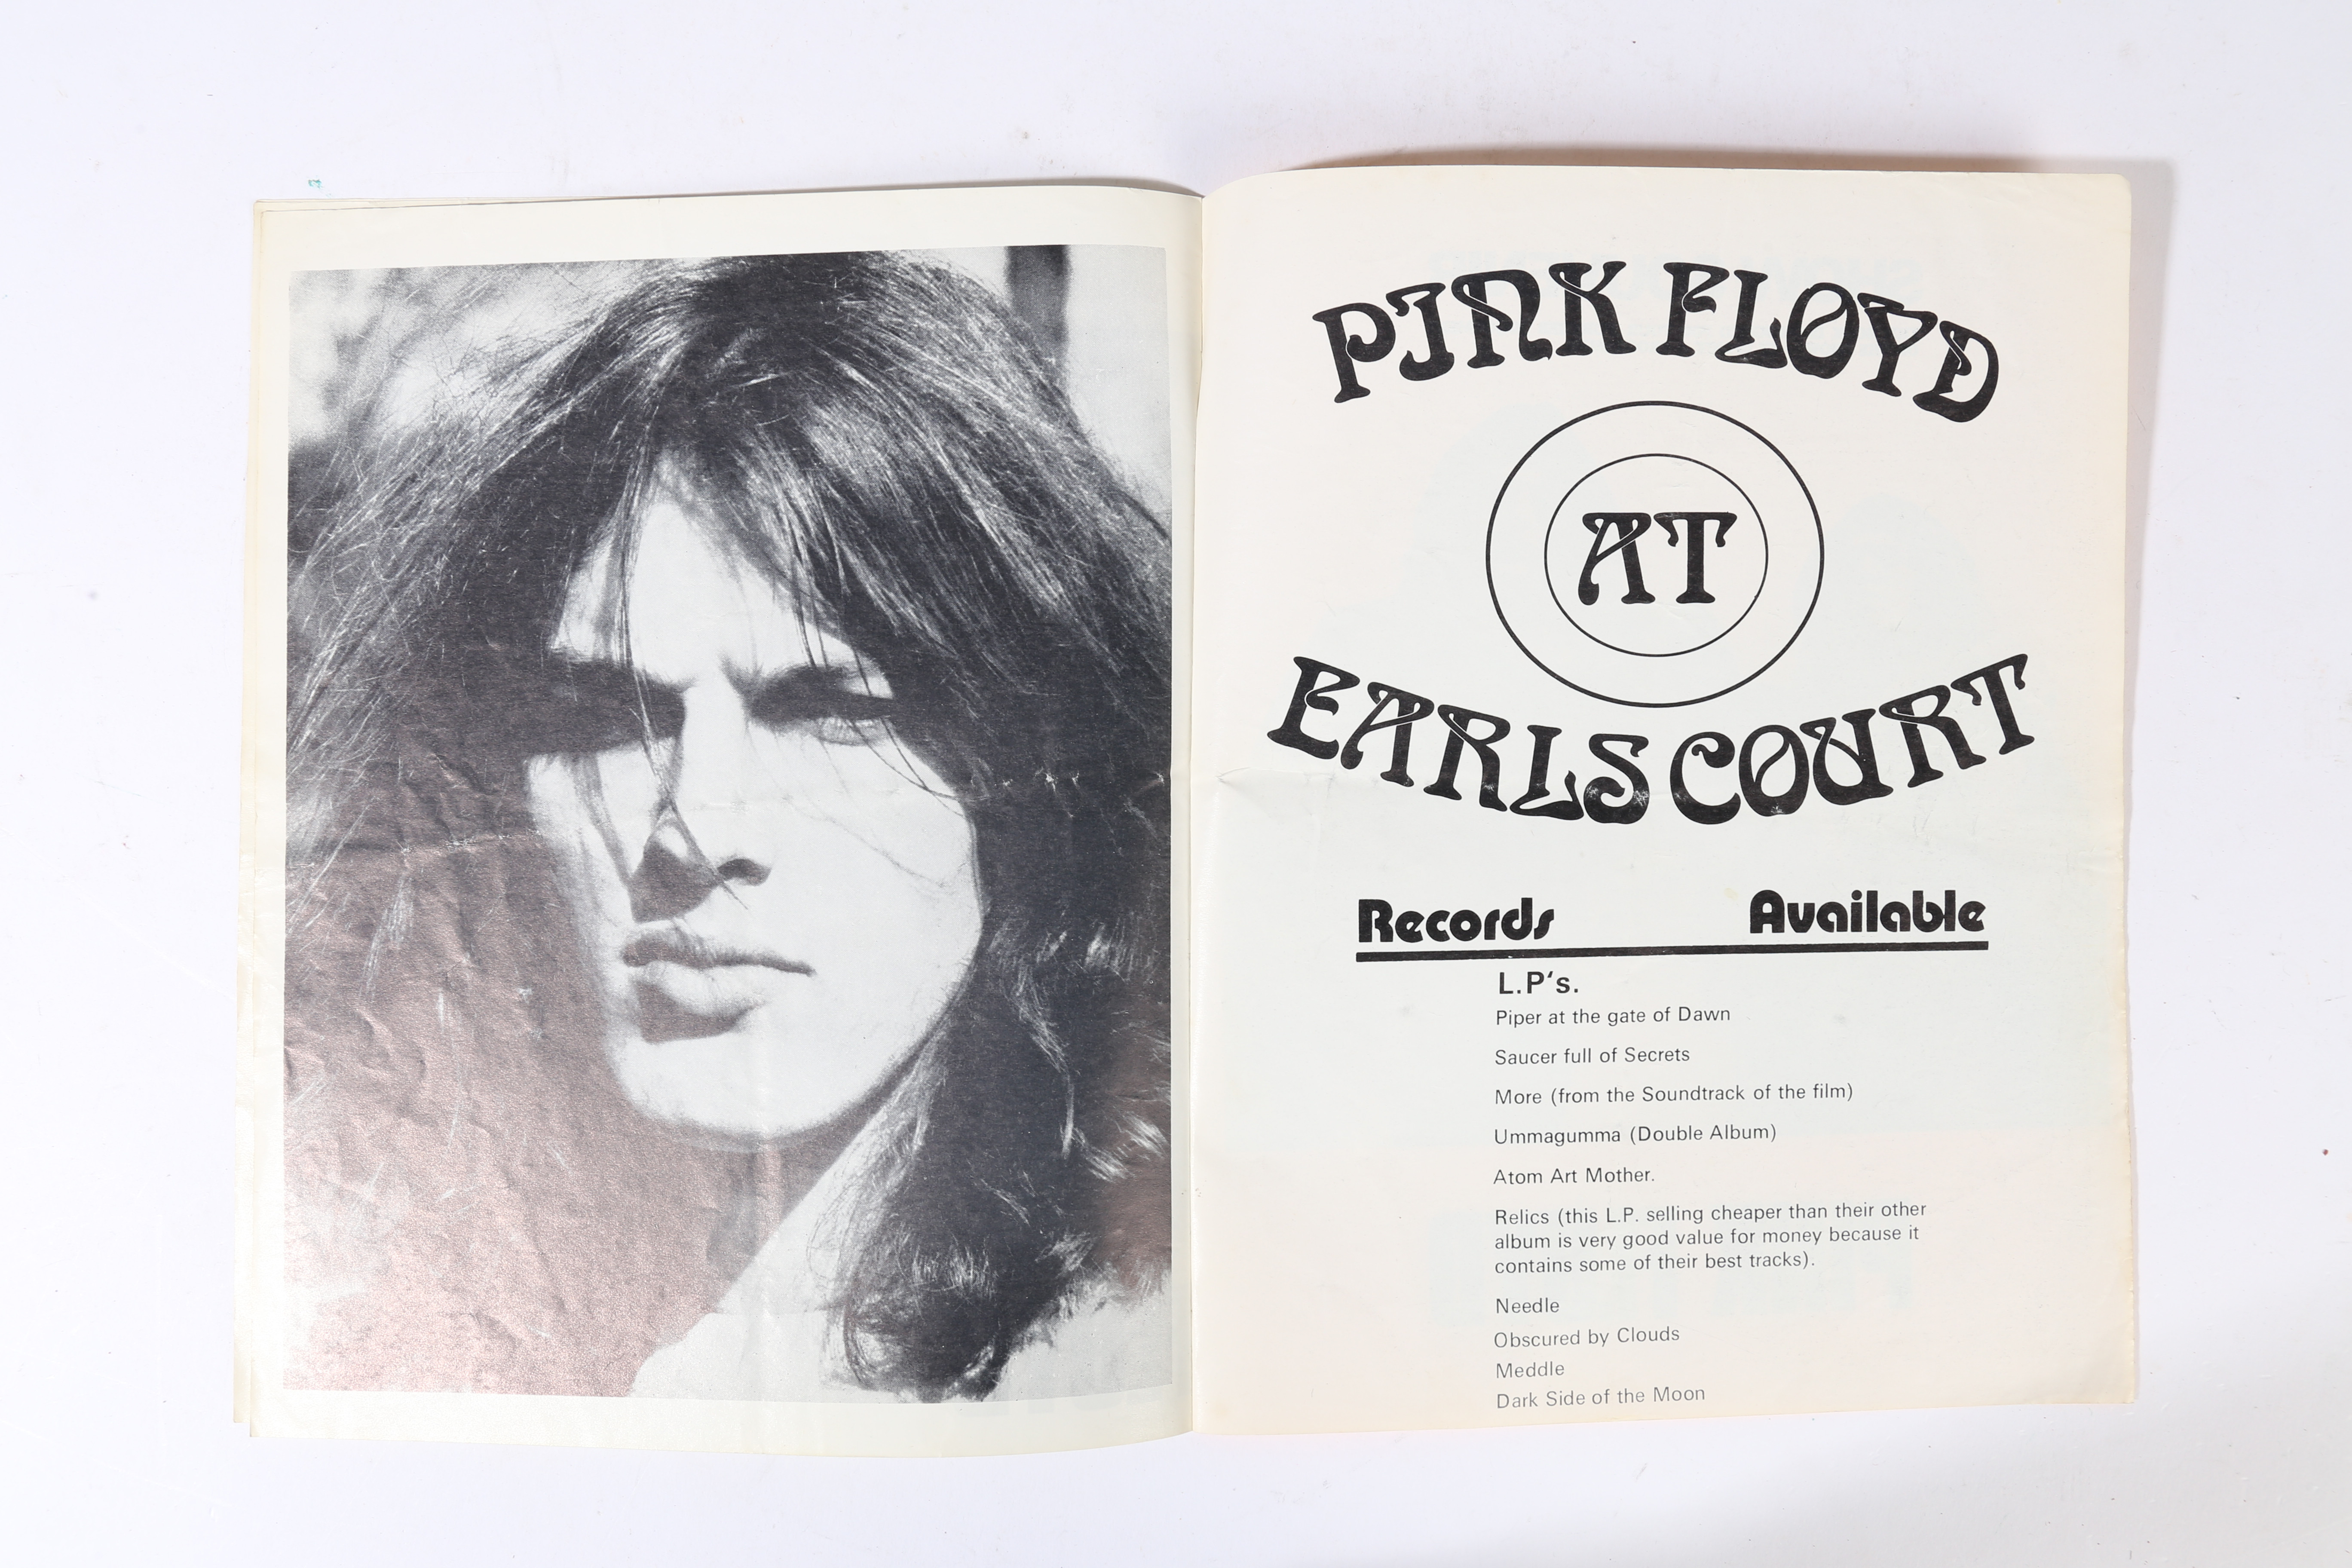 PINK FLOYD
AT
EARLS COURT
Records Available
L.P's.
Piper at the gate of Dawn
Saucer full of Secrets
More (from the Soundtrack of the film)
Ummagumma (Double Album)
Atom Art Mother.
Relics (this L.P. selling cheaper than their other
album is very good value for money because it
contains some of their best tracks).
Needle
Obscured by Clouds
Meddle
Dark Side of the Moon